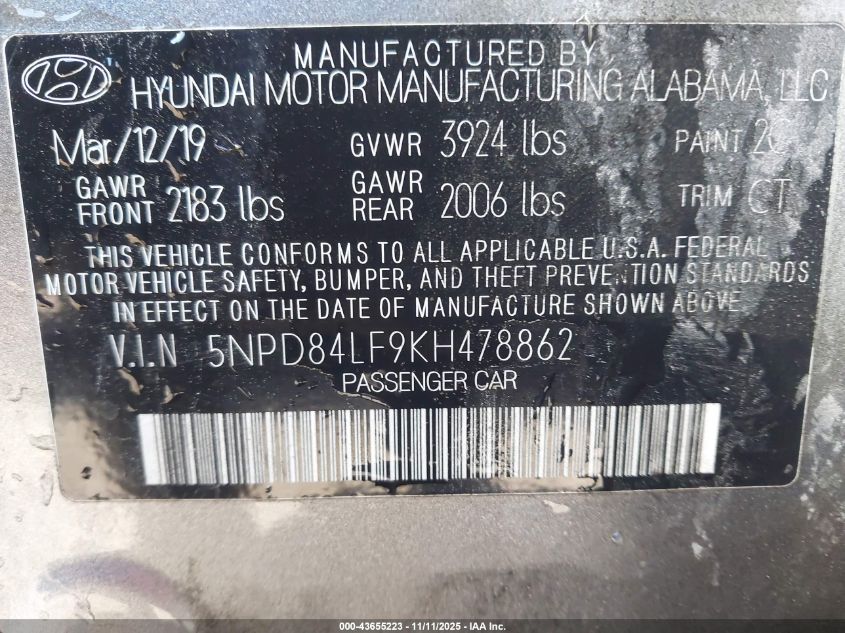 MANUFACTURED BY
HYUNDAI MOTOR MANUFACTURING ALABAMA, LLC
Mar/12/19 GVWR 3924 lbs PAINT
GAWR FRONT 2183 lbs GAWR REAR 2006 lbs TRIM CT
THIS VEHICLE CONFORMS TO ALL APPLICABLE U.S.A. FEDERAL
MOTOR VEHICLE SAFETY, BUMPER, AND THEFT PREVENTION STANDARDS
IN EFFECT ON THE DATE OF MANUFACTURE SHOWN ABOVE
V.I.N 5NPD84LF9KH478862
PASSENGER CAR
000-43655223 - 11/11/2025 - IAA Inc.